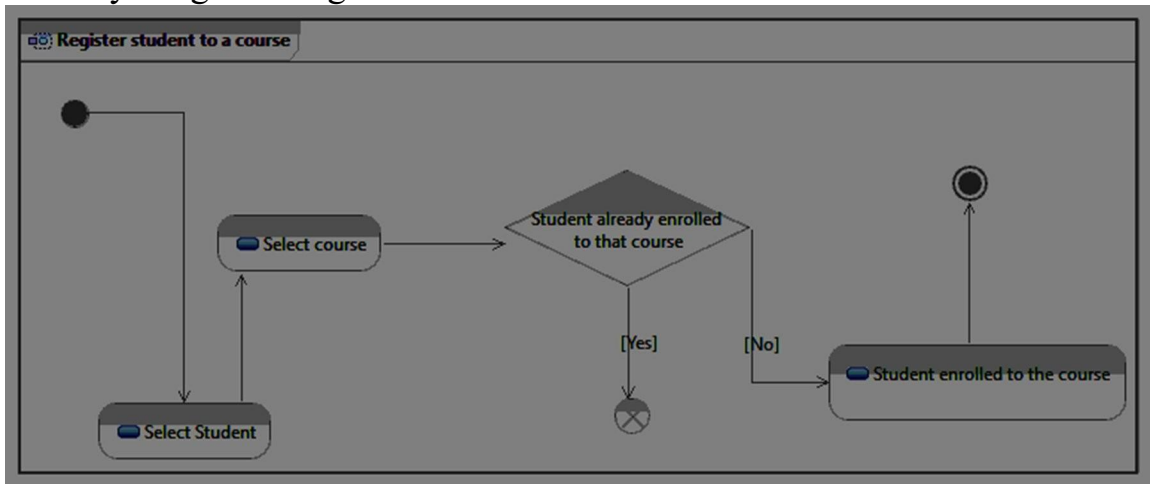 Register student to a course
Select course
Student already enrolled
to that course
[Yes]
[No]
Student enrolled to the course
Select Student